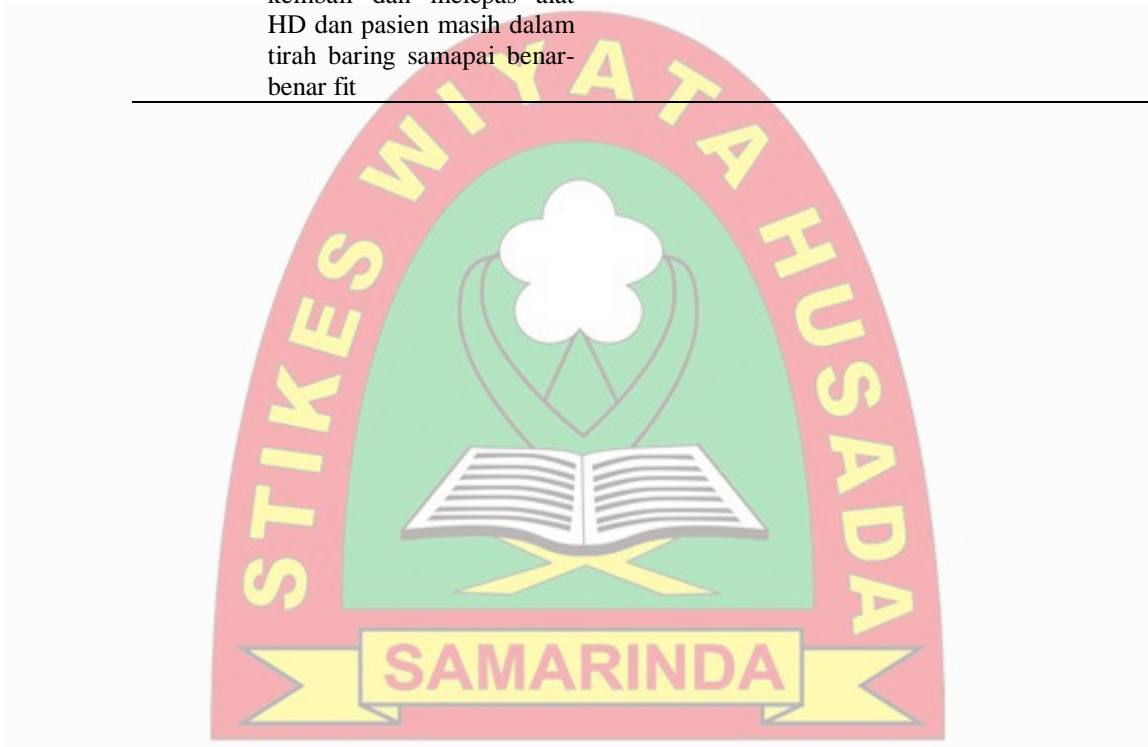 kembali dan melepas alat
HD dan pasien masih dalam
tirah baring samapai benar-
benar fit
STIKES WIYATA HUSADA
SAMARINDA